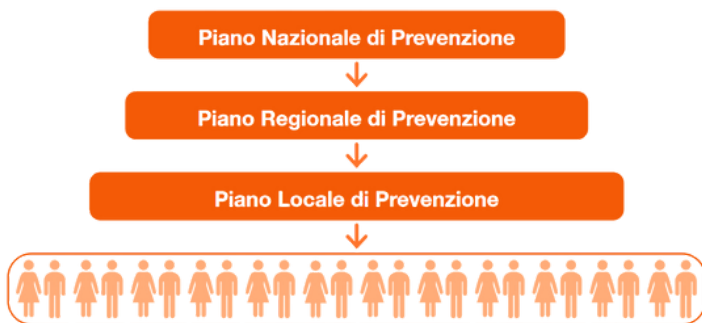 Piano Nazionale di Prevenzione
Piano Regionale di Prevenzione
Piano Locale di Prevenzione